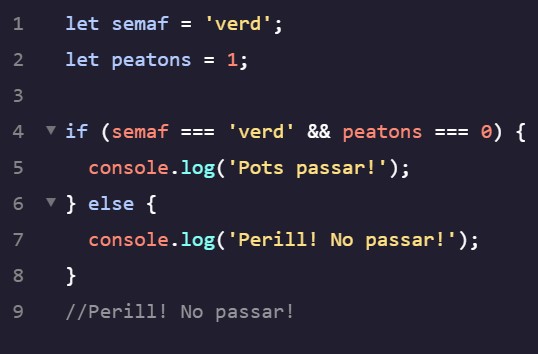 1 let semaf = 'verd';
2 let peatons = 1;
3
4 if (semaf === 'verd' && peatons === 0) {
5   console.log('Pots passar!');
6 } else {
7   console.log('Perill! No passar!');
8 }
9 //Perill! No passar!